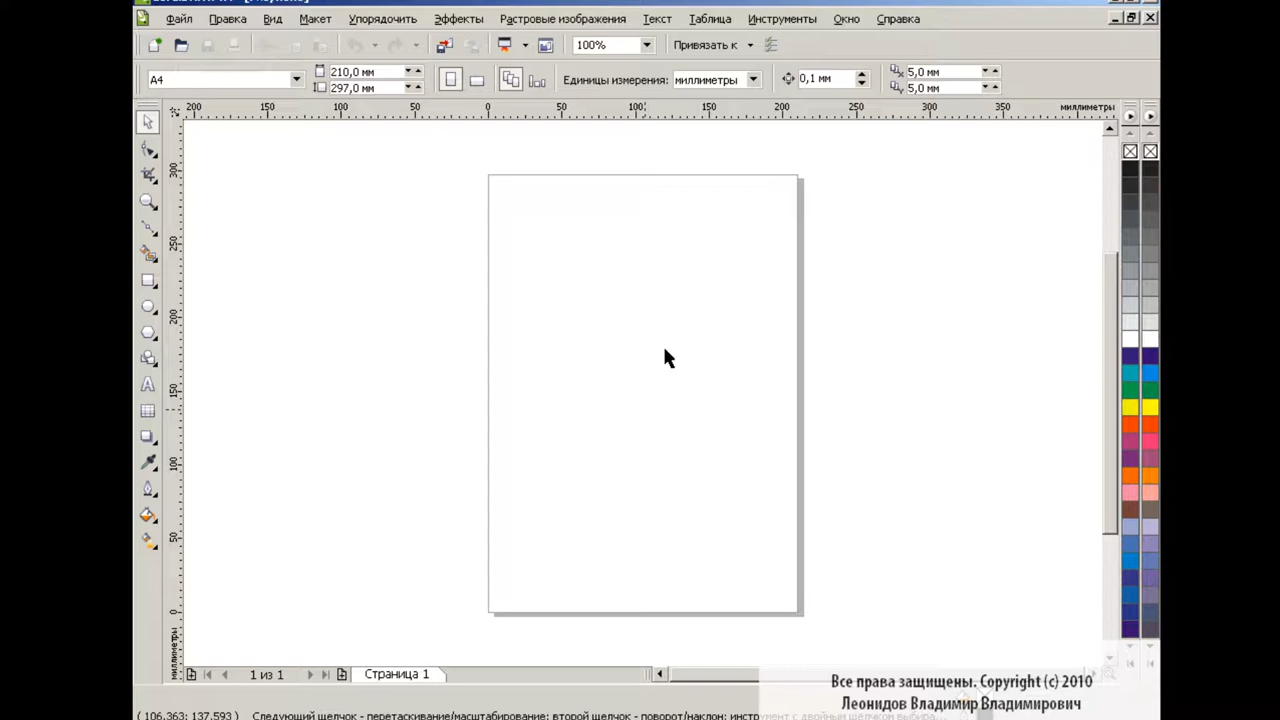 Файл Правка Вид Макет Упорядочить Эффекты Растровые изображения Текст Таблица Инструменты Окно Справка
100% Привязать к
A4 210,0 мм 297,0 мм Единицы измерения: миллиметры 0,1 мм 5,0 мм 5,0 мм
200 150 100 50 0 50 100 150 200 250 300 350 миллиметры
300
250
200
150
100
50
0
миллиметры
1 из 1 Страница 1
Все права защищены. Copyright (c) 2010
Леонидов Владимир Владимирович
(106,363; 137,593) Следующий щелчок - перетаскивание/масштабирование; второй щелчок - поворот/наклон; инструмент с двойным щелчком выбира...